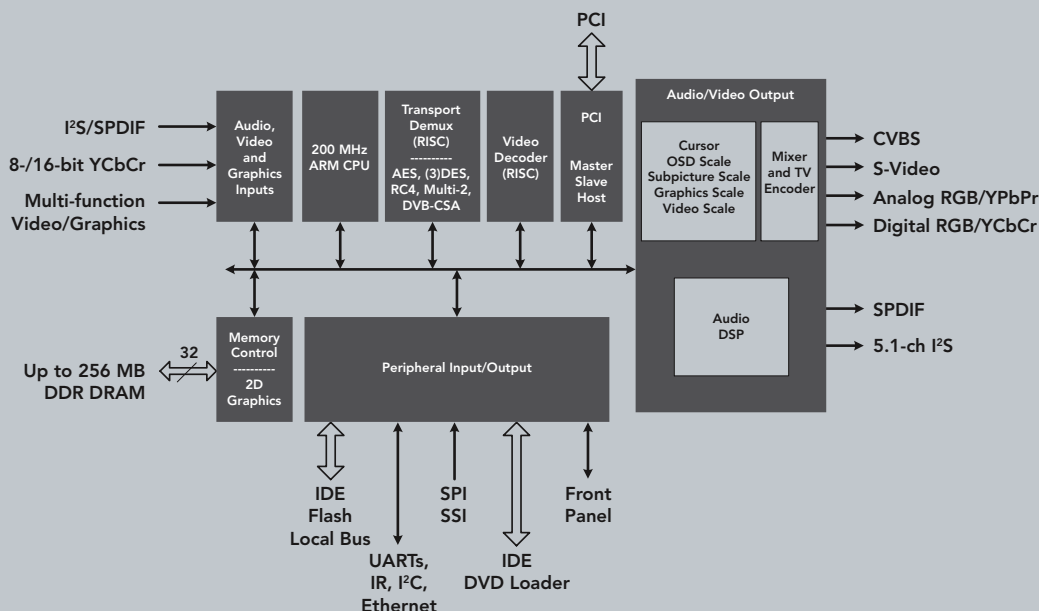 PCI
I²S/SPDIF
8-/16-bit YCbCr
Multi-function
Video/Graphics
Audio,
Video
and
Graphics
Inputs
200 MHz
ARM CPU
Transport
Demux
(RISC)
----------
AES, (3)DES,
RC4, Multi-2,
DVB-CSA
Video
Decoder
(RISC)
PCI
Master
Slave
Host
Audio/Video Output
Cursor
OSD Scale
Subpicture Scale
Graphics Scale
Video Scale
Mixer
and TV
Encoder
CVBS
S-Video
Analog RGB/YPbPr
Digital RGB/YCbCr
Audio
DSP
SPDIF
5.1-ch I²S
Up to 256 MB
DDR DRAM
32
Memory
Control
----------
2D
Graphics
Peripheral Input/Output
IDE
Flash
Local Bus
UARTs,
IR, I²C,
Ethernet
SPI
SSI
IDE
DVD Loader
Front
Panel